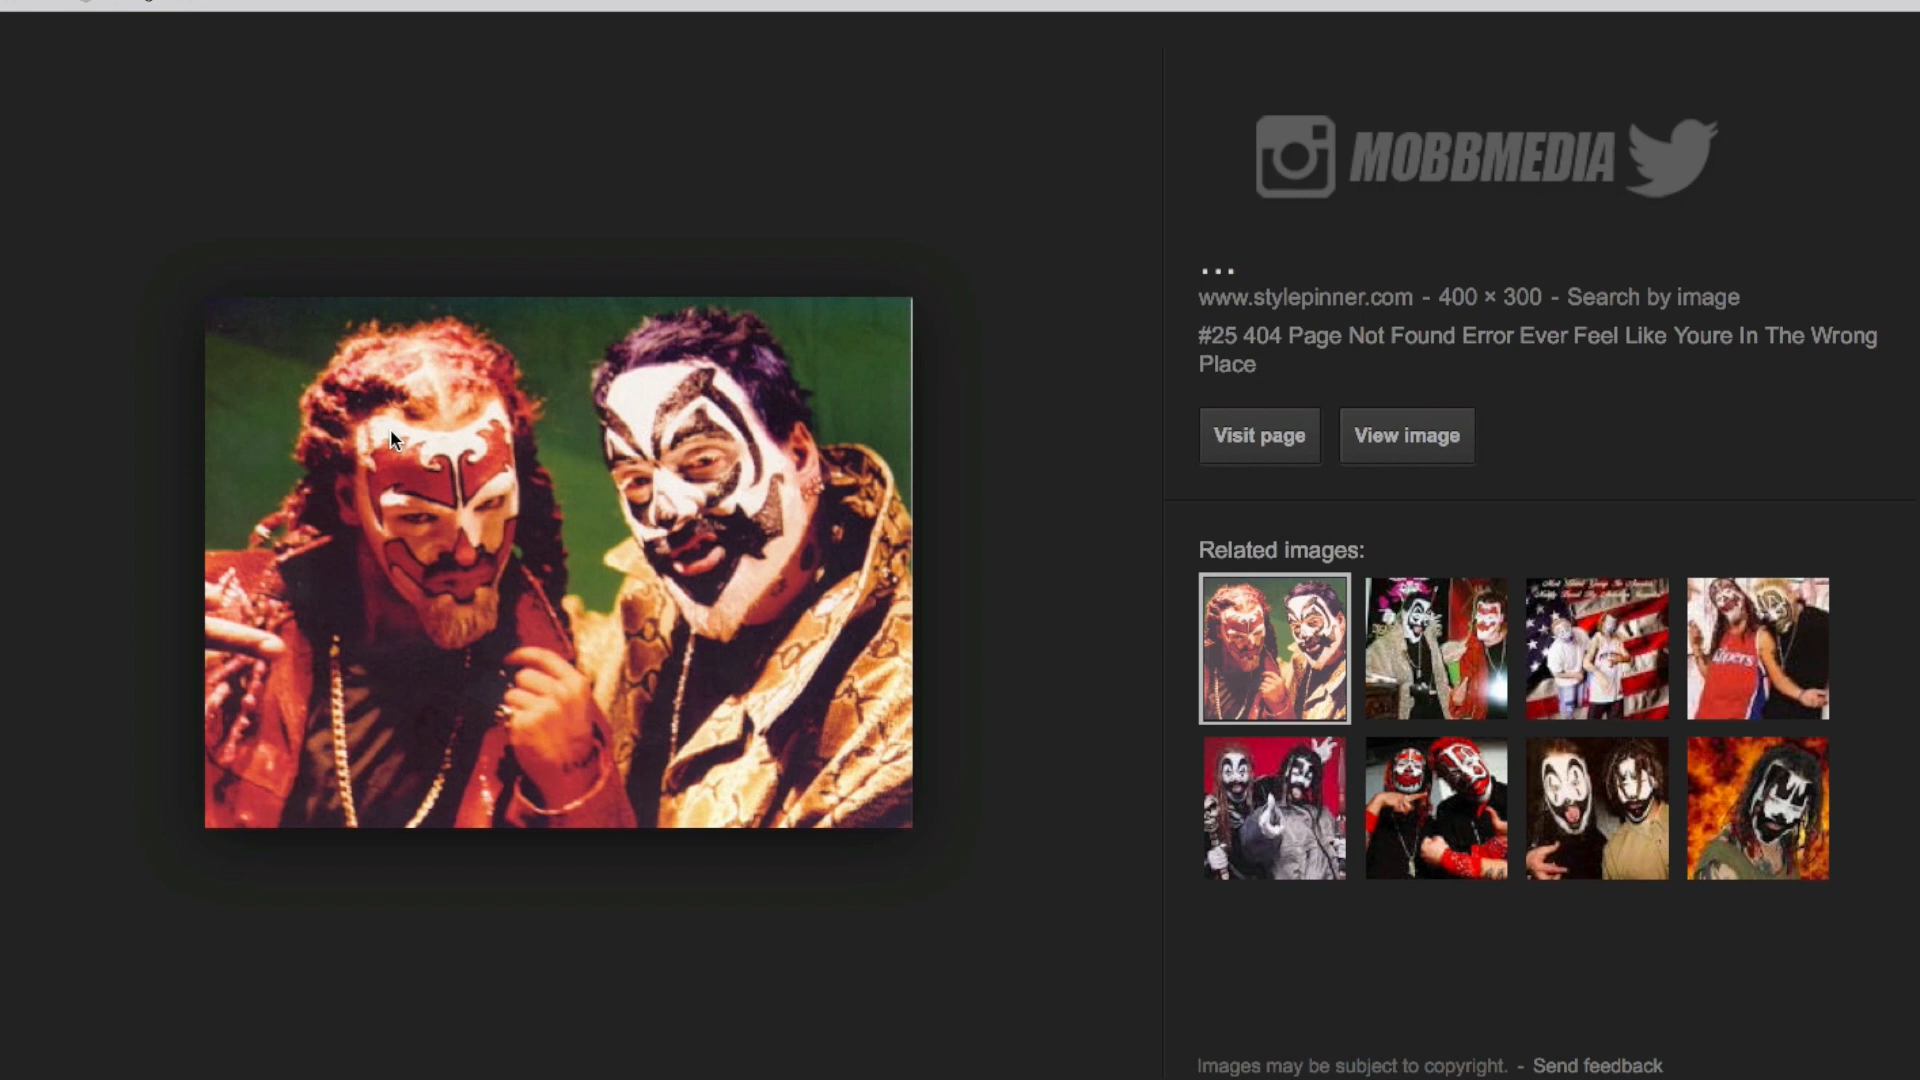 MOBBMEDIA
...
www.stylepinner.com - 400 × 300 - Search by image
#25 404 Page Not Found Error Ever Feel Like Youre In The Wrong
Place
Visit page
View image
Related images:
Images may be subject to copyright. - Send feedback